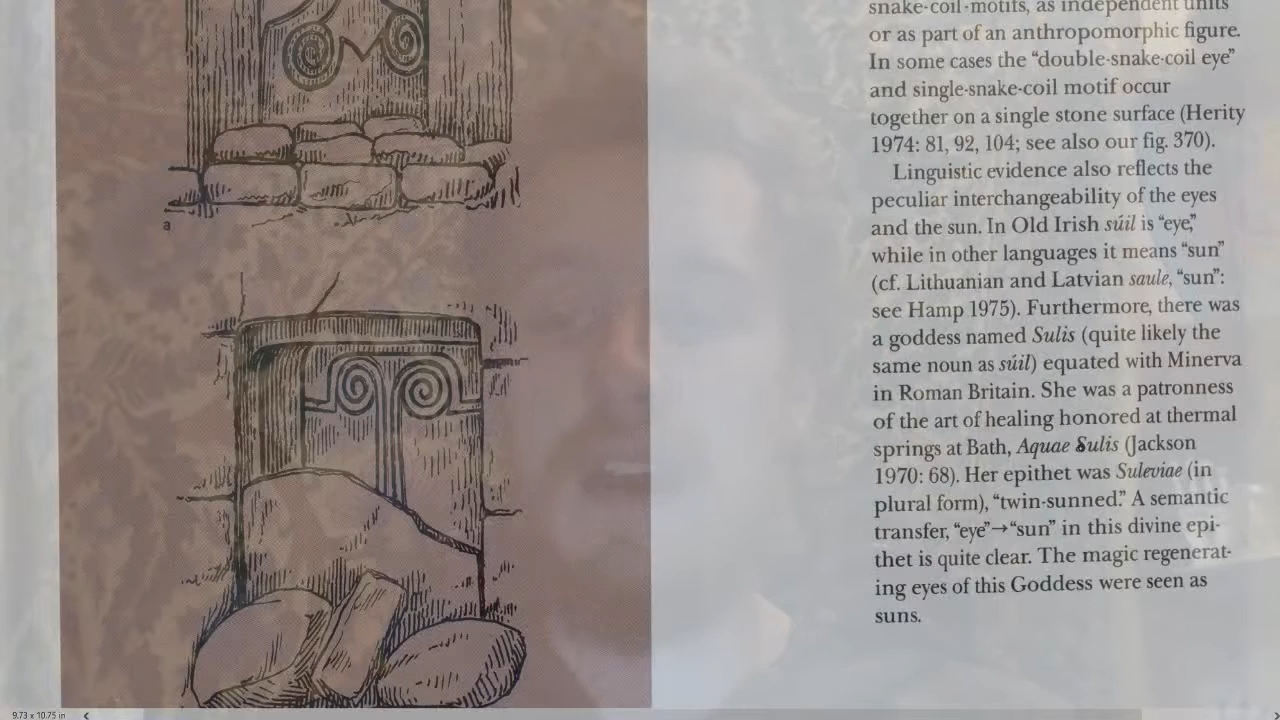 snake-coil-motifs, as independent units
or as part of an anthropomorphic figure.
In some cases the “double-snake-coil eye”
and single-snake-coil motif occur
together on a single stone surface (Herity
1974: 81, 92, 104; see also our fig. 370).
Linguistic evidence also reflects the
peculiar interchangeability of the eyes
and the sun. In Old Irish súil is “eye,”
while in other languages it means “sun”
(cf. Lithuanian and Latvian saule, “sun”:
see Hamp 1975). Furthermore, there was
a goddess named Sulis (quite likely the
same noun as súil) equated with Minerva
in Roman Britain. She was a patronness
of the art of healing honored at thermal
springs at Bath, Aquae Sulis (Jackson
1970: 68). Her epithet was Suleviae (in
plural form), “twin-sunned.” A semantic
transfer, “eye”→“sun” in this divine epi-
thet is quite clear. The magic regenerat-
ing eyes of this Goddess were seen as
suns.
a
9.73 x 10.75 in